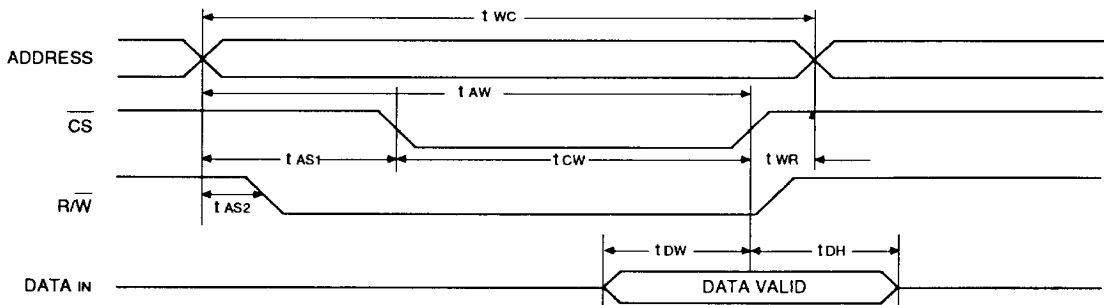 t WC
ADDRESS
t AW
CS
t AS1
t CW
t WR
R/W
t AS2
t DW
t DH
DATA IN
DATA VALID